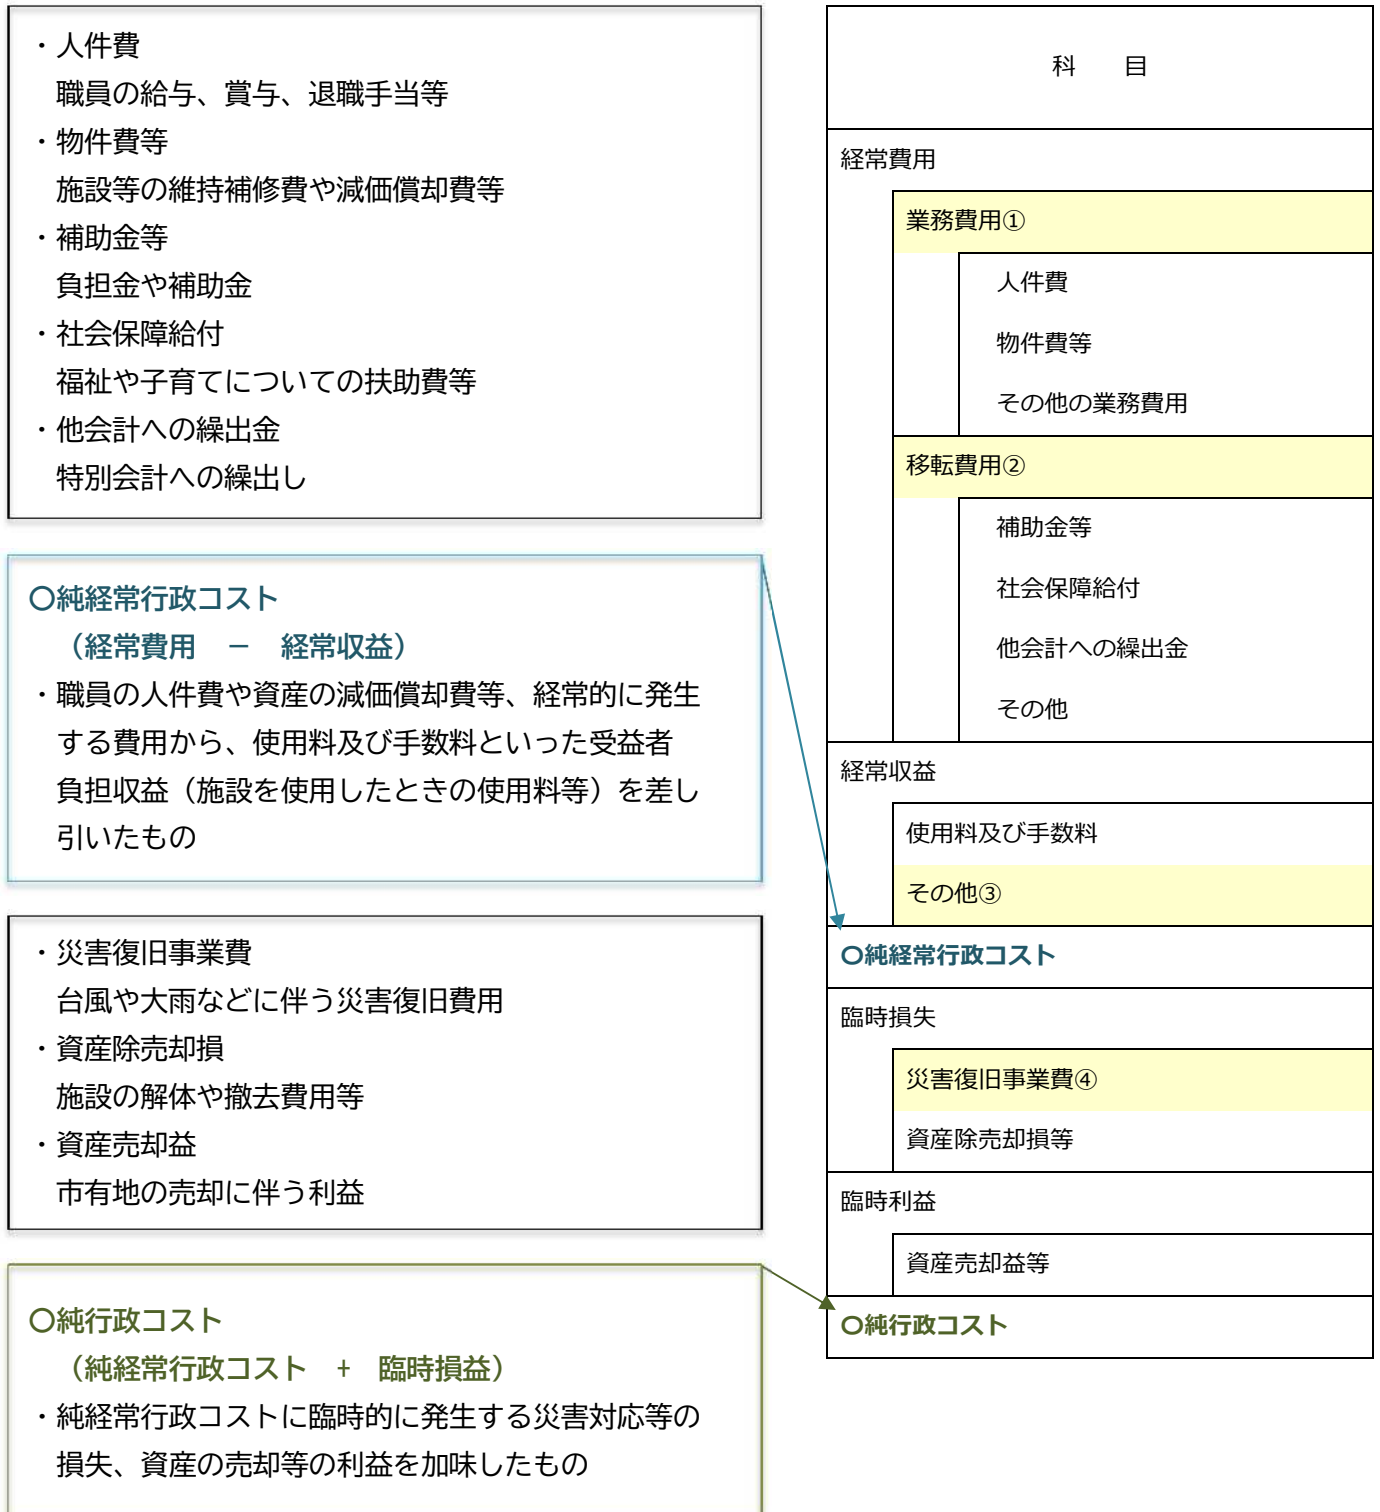 ・人件費
職員の給与、賞与、退職手当等
・物件費等
施設等の維持補修費や減価償却費等
・補助金等
負担金や補助金
・社会保障給付
福祉や子育てについての扶助費等
・他会計への繰出金
特別会計への繰出し
〇純経常行政コスト
（経常費用　－　経常収益）
・職員の人件費や資産の減価償却費等、経常的に発生
する費用から、使用料及び手数料といった受益者
負担収益（施設を使用したときの使用料等）を差し
引いたもの
・災害復旧事業費
台風や大雨などに伴う災害復旧費用
・資産除売却損
施設の解体や撤去費用等
・資産売却益
市有地の売却に伴う利益
〇純行政コスト
（純経常行政コスト　+　臨時損益）
・純経常行政コストに臨時的に発生する災害対応等の
損失、資産の売却等の利益を加味したもの
科　　目
経常費用
業務費用①
人件費
物件費等
その他の業務費用
移転費用②
補助金等
社会保障給付
他会計への繰出金
その他
経常収益
使用料及び手数料
その他③
〇純経常行政コスト
臨時損失
災害復旧事業費④
資産除売却損等
臨時利益
資産売却益等
〇純行政コスト